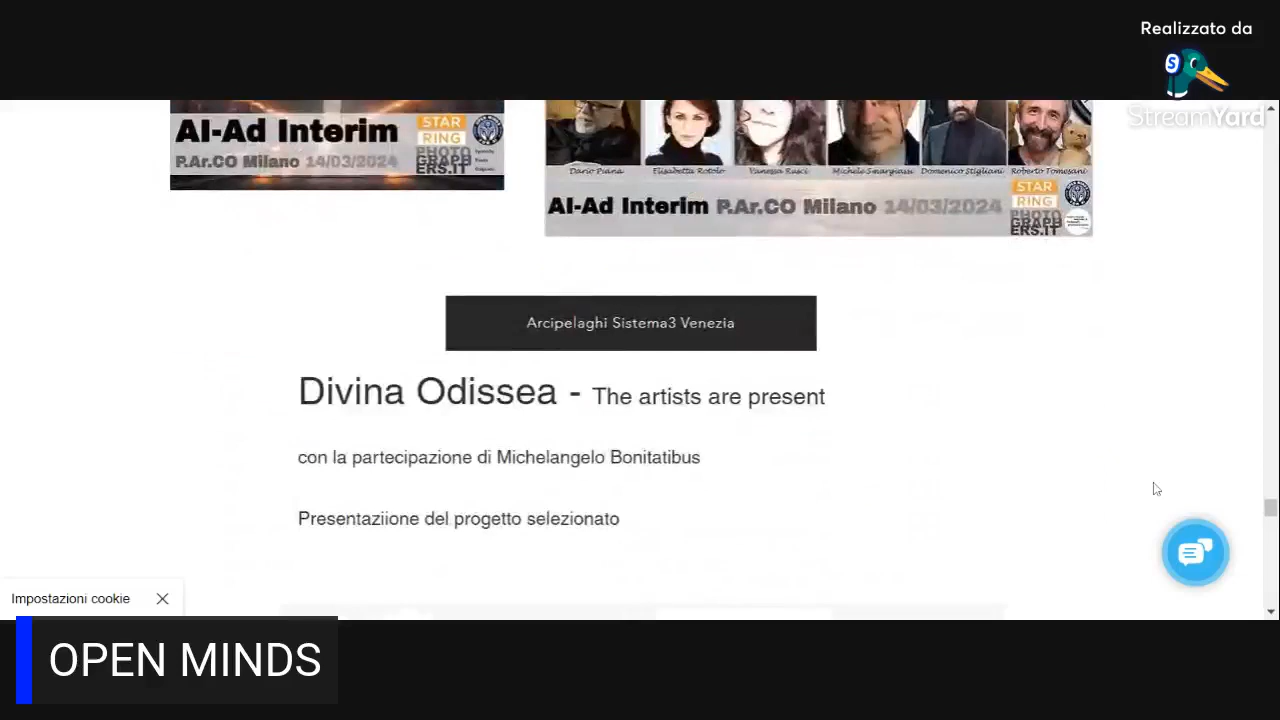 Realizzato da
StreamYard
AI-Ad Interim
P.Ar.CO Milano 14/03/2024
STAR
RING
PHOTO
GRAPH
ERS.IT
Dario Piana
Elisabetta Rotolo
Vanessa Rusci
Michele Smargiassi
Domenico Stigliani
Roberto Tomesani
AI-Ad Interim P.Ar.CO Milano 14/03/2024
STAR
RING
PHOTO
GRAPH
ERS.IT
Arcipelaghi Sistema3 Venezia
Divina Odissea - The artists are present
con la partecipazione di Michelangelo Bonitatibus
Presentaziione del progetto selezionato
Impostazioni cookie
OPEN MINDS